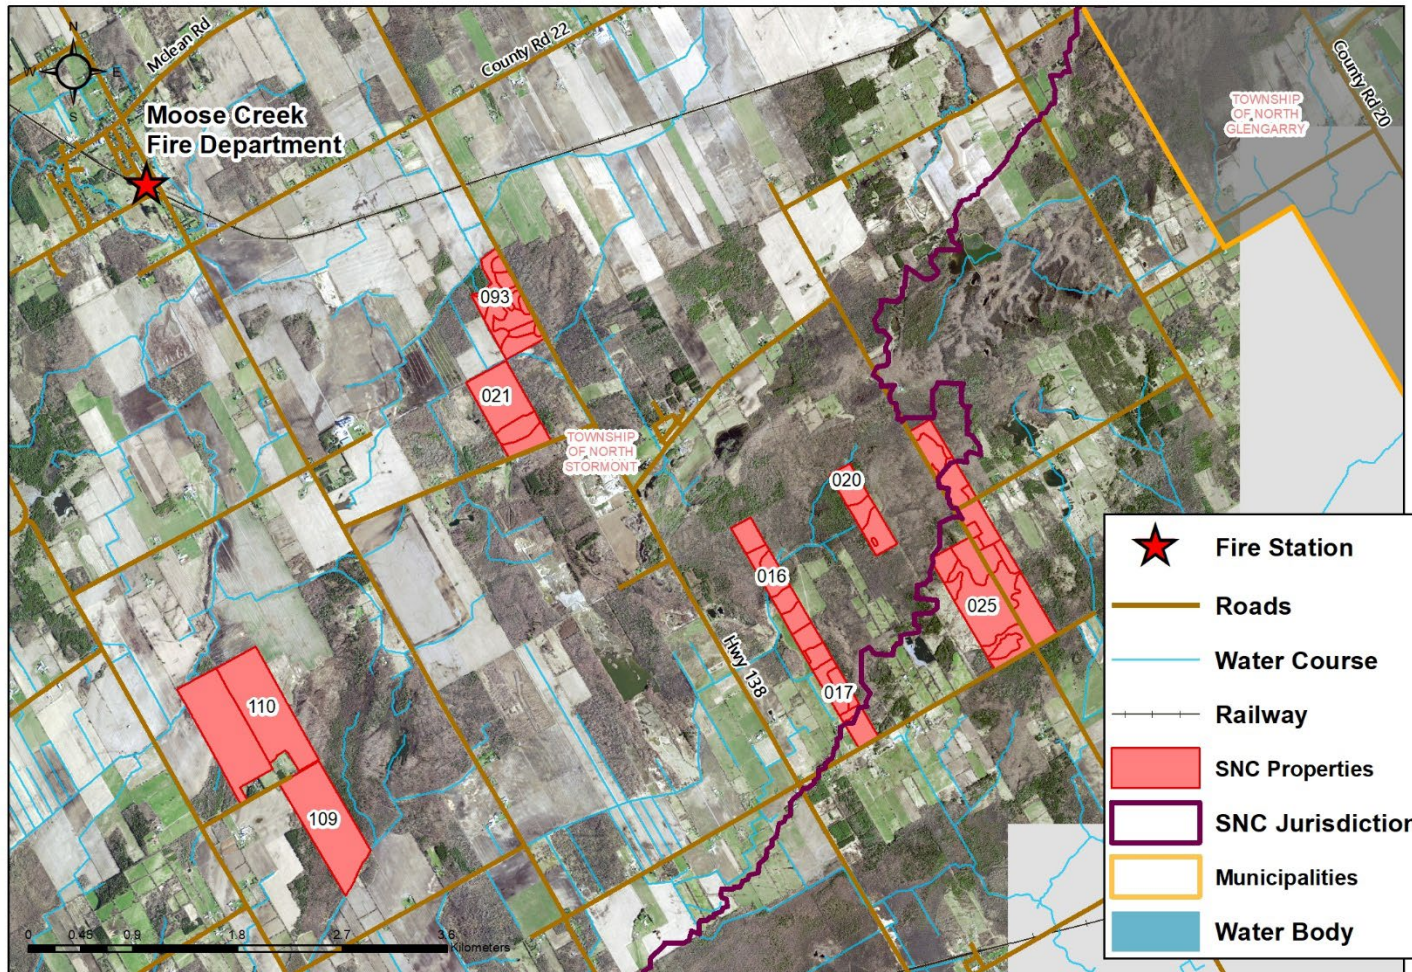 N
W
E
S
Mclean Rd
County Rd 22
County Rd 20
Moose Creek
Fire Department
TOWNSHIP
OF NORTH
GLENGARRY
093
021
TOWNSHIP
OF NORTH
STORMONT
020
016
025
017
Hwy 138
110
109
Fire Station
Roads
Water Course
Railway
SNC Properties
SNC Jurisdiction
Municipalities
Water Body
0 0.45 0.9 1.8 2.7 3.6
Kilometers